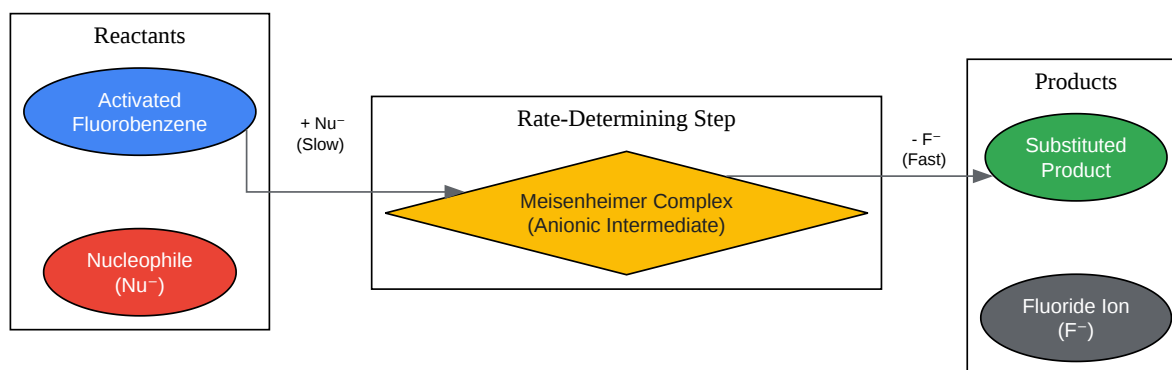 Reactants
Activated
Fluorobenzene
Nucleophile
(Nu⁻)
+ Nu⁻
(Slow)
Rate-Determining Step
Meisenheimer Complex
(Anionic Intermediate)
- F⁻
(Fast)
Products
Substituted
Product
Fluoride Ion
(F⁻)